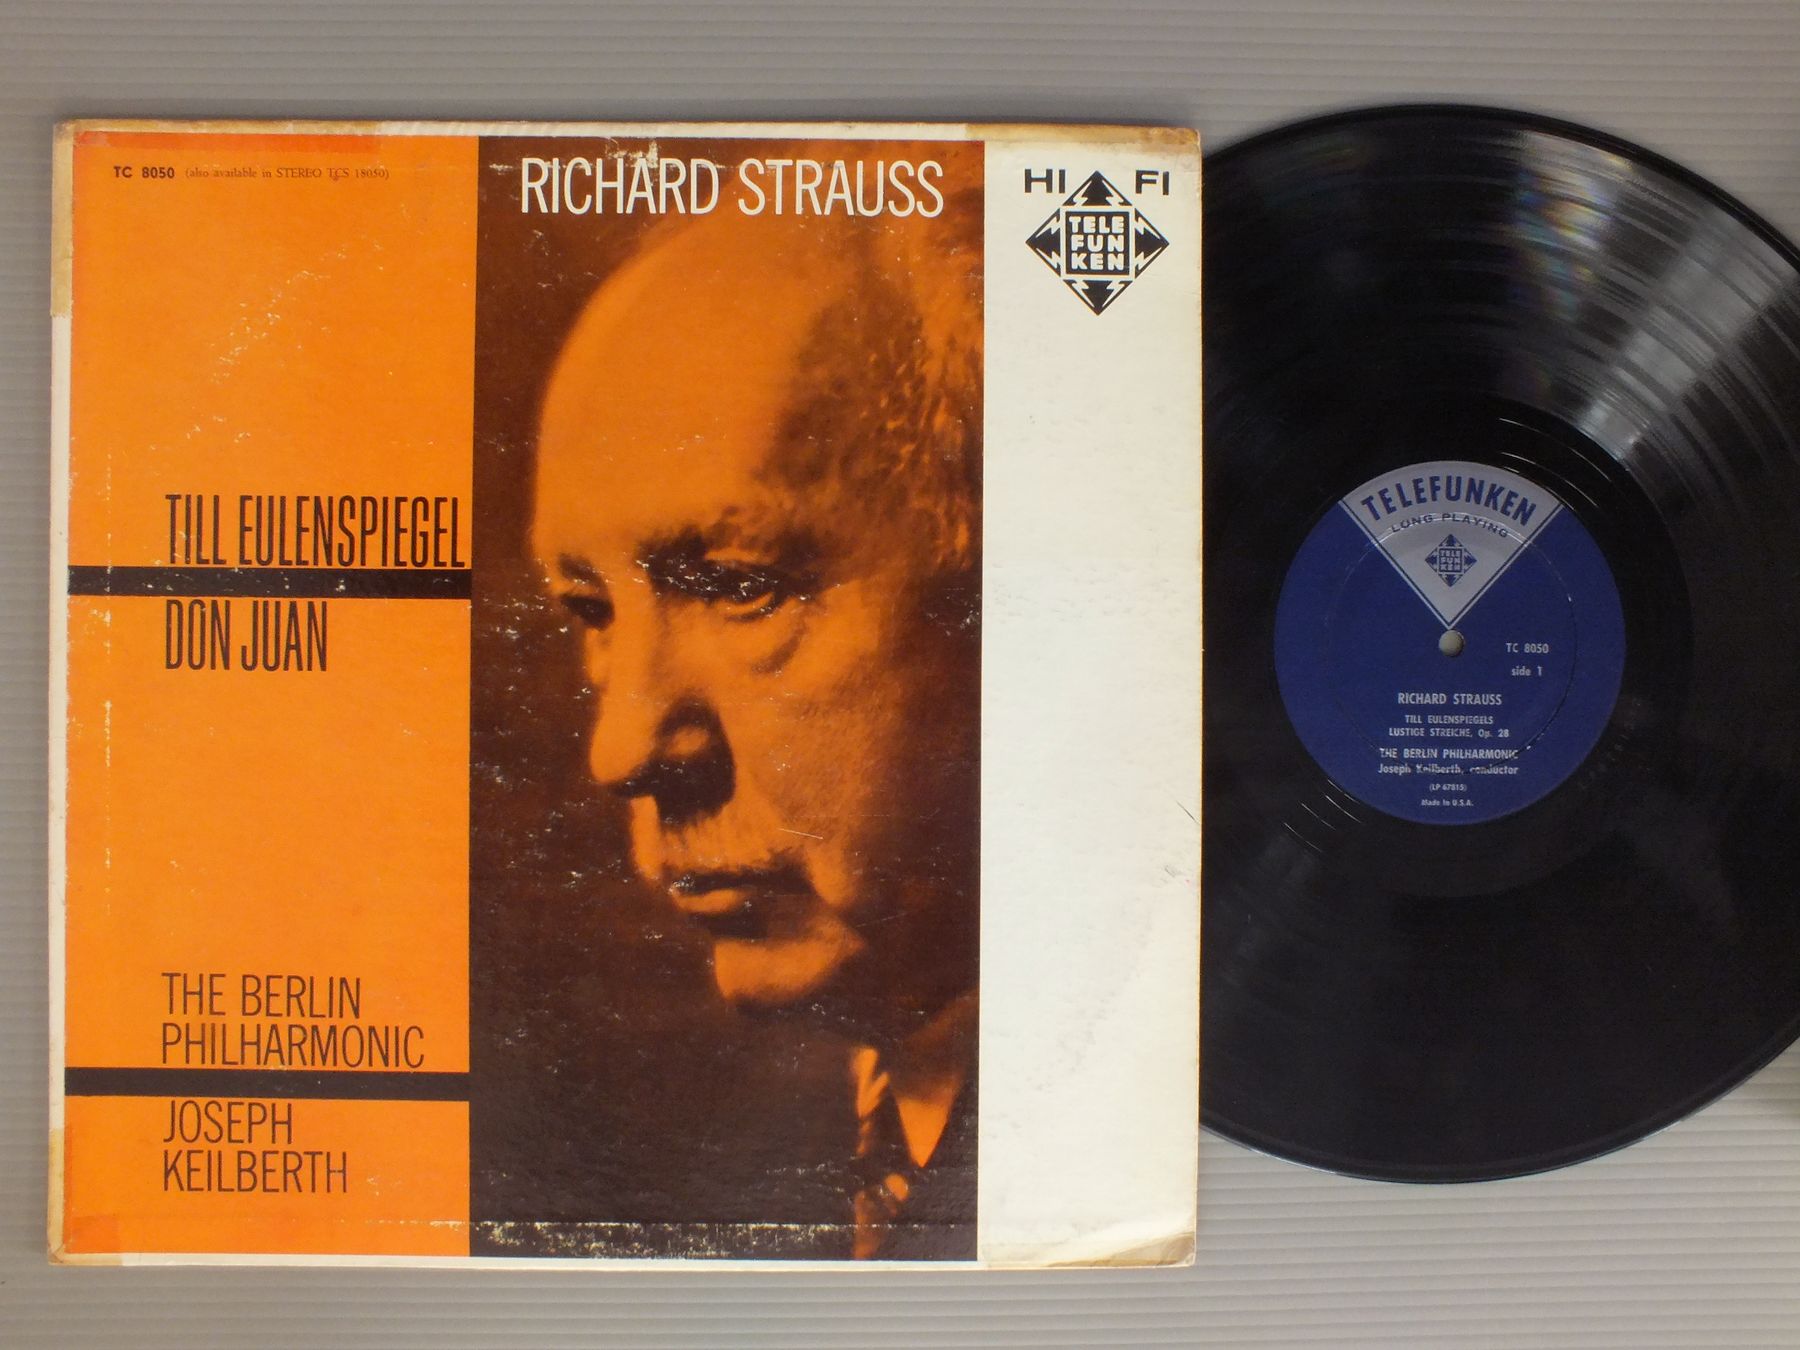 TC 8050 (also available in STEREO TCS 18050)
RICHARD STRAUSS
HI FI
TELE
FUN
KEN
TILL EULENSPIEGEL
DON JUAN
THE BERLIN
PHILHARMONIC
JOSEPH
KEILBERTH
TELEFUNKEN
LONG PLAYING
TELE
FUN
KEN
TC 8050
side 1
RICHARD STRAUSS
TILL EULENSPIEGELS
LUSTIGE STREICHE, Op. 28
THE BERLIN PHILHARMONIC
Joseph Keilberth, conductor
(LP 67815)
Made in U.S.A.